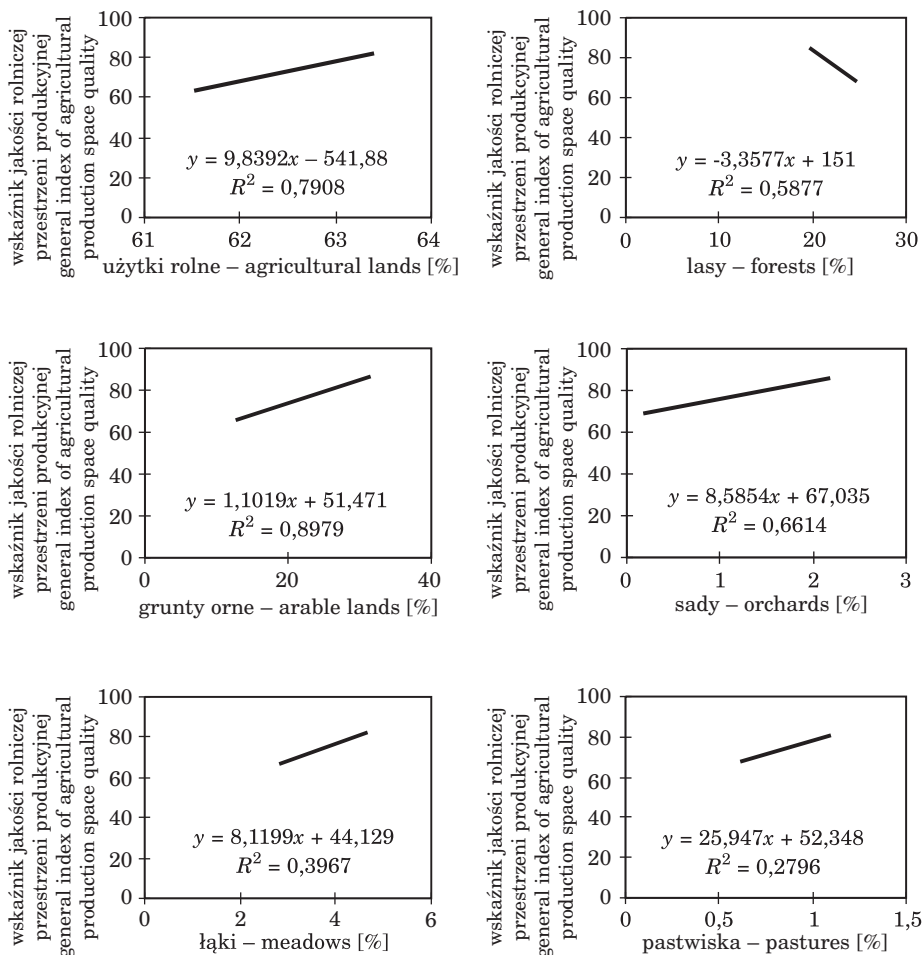 wskaźnik jakości rolniczej
przestrzeni produkcyjnej
general index of agricultural
production space quality
100
80
60
40
20
0
y = 9,8392x – 541,88
R² = 0,7908
61 62 63 64
użytki rolne – agricultural lands [%]
wskaźnik jakości rolniczej
przestrzeni produkcyjnej
general index of agricultural
production space quality
100
80
60
40
20
0
y = -3,3577x + 151
R² = 0,5877
0 10 20 30
lasy – forests [%]
wskaźnik jakości rolniczej
przestrzeni produkcyjnej
general index of agricultural
production space quality
100
80
60
40
20
0
y = 1,1019x + 51,471
R² = 0,8979
0 20 40
grunty orne – arable lands [%]
wskaźnik jakości rolniczej
przestrzeni produkcyjnej
general index of agricultural
production space quality
100
80
60
40
20
0
y = 8,5854x + 67,035
R² = 0,6614
0 1 2 3
sady – orchards [%]
wskaźnik jakości rolniczej
przestrzeni produkcyjnej
general index of agricultural
production space quality
100
80
60
40
20
0
y = 8,1199x + 44,129
R² = 0,3967
0 2 4 6
łąki – meadows [%]
wskaźnik jakości rolniczej
przestrzeni produkcyjnej
general index of agricultural
production space quality
100
80
60
40
20
0
y = 25,947x + 52,348
R² = 0,2796
0 0,5 1 1,5
pastwiska – pastures [%]